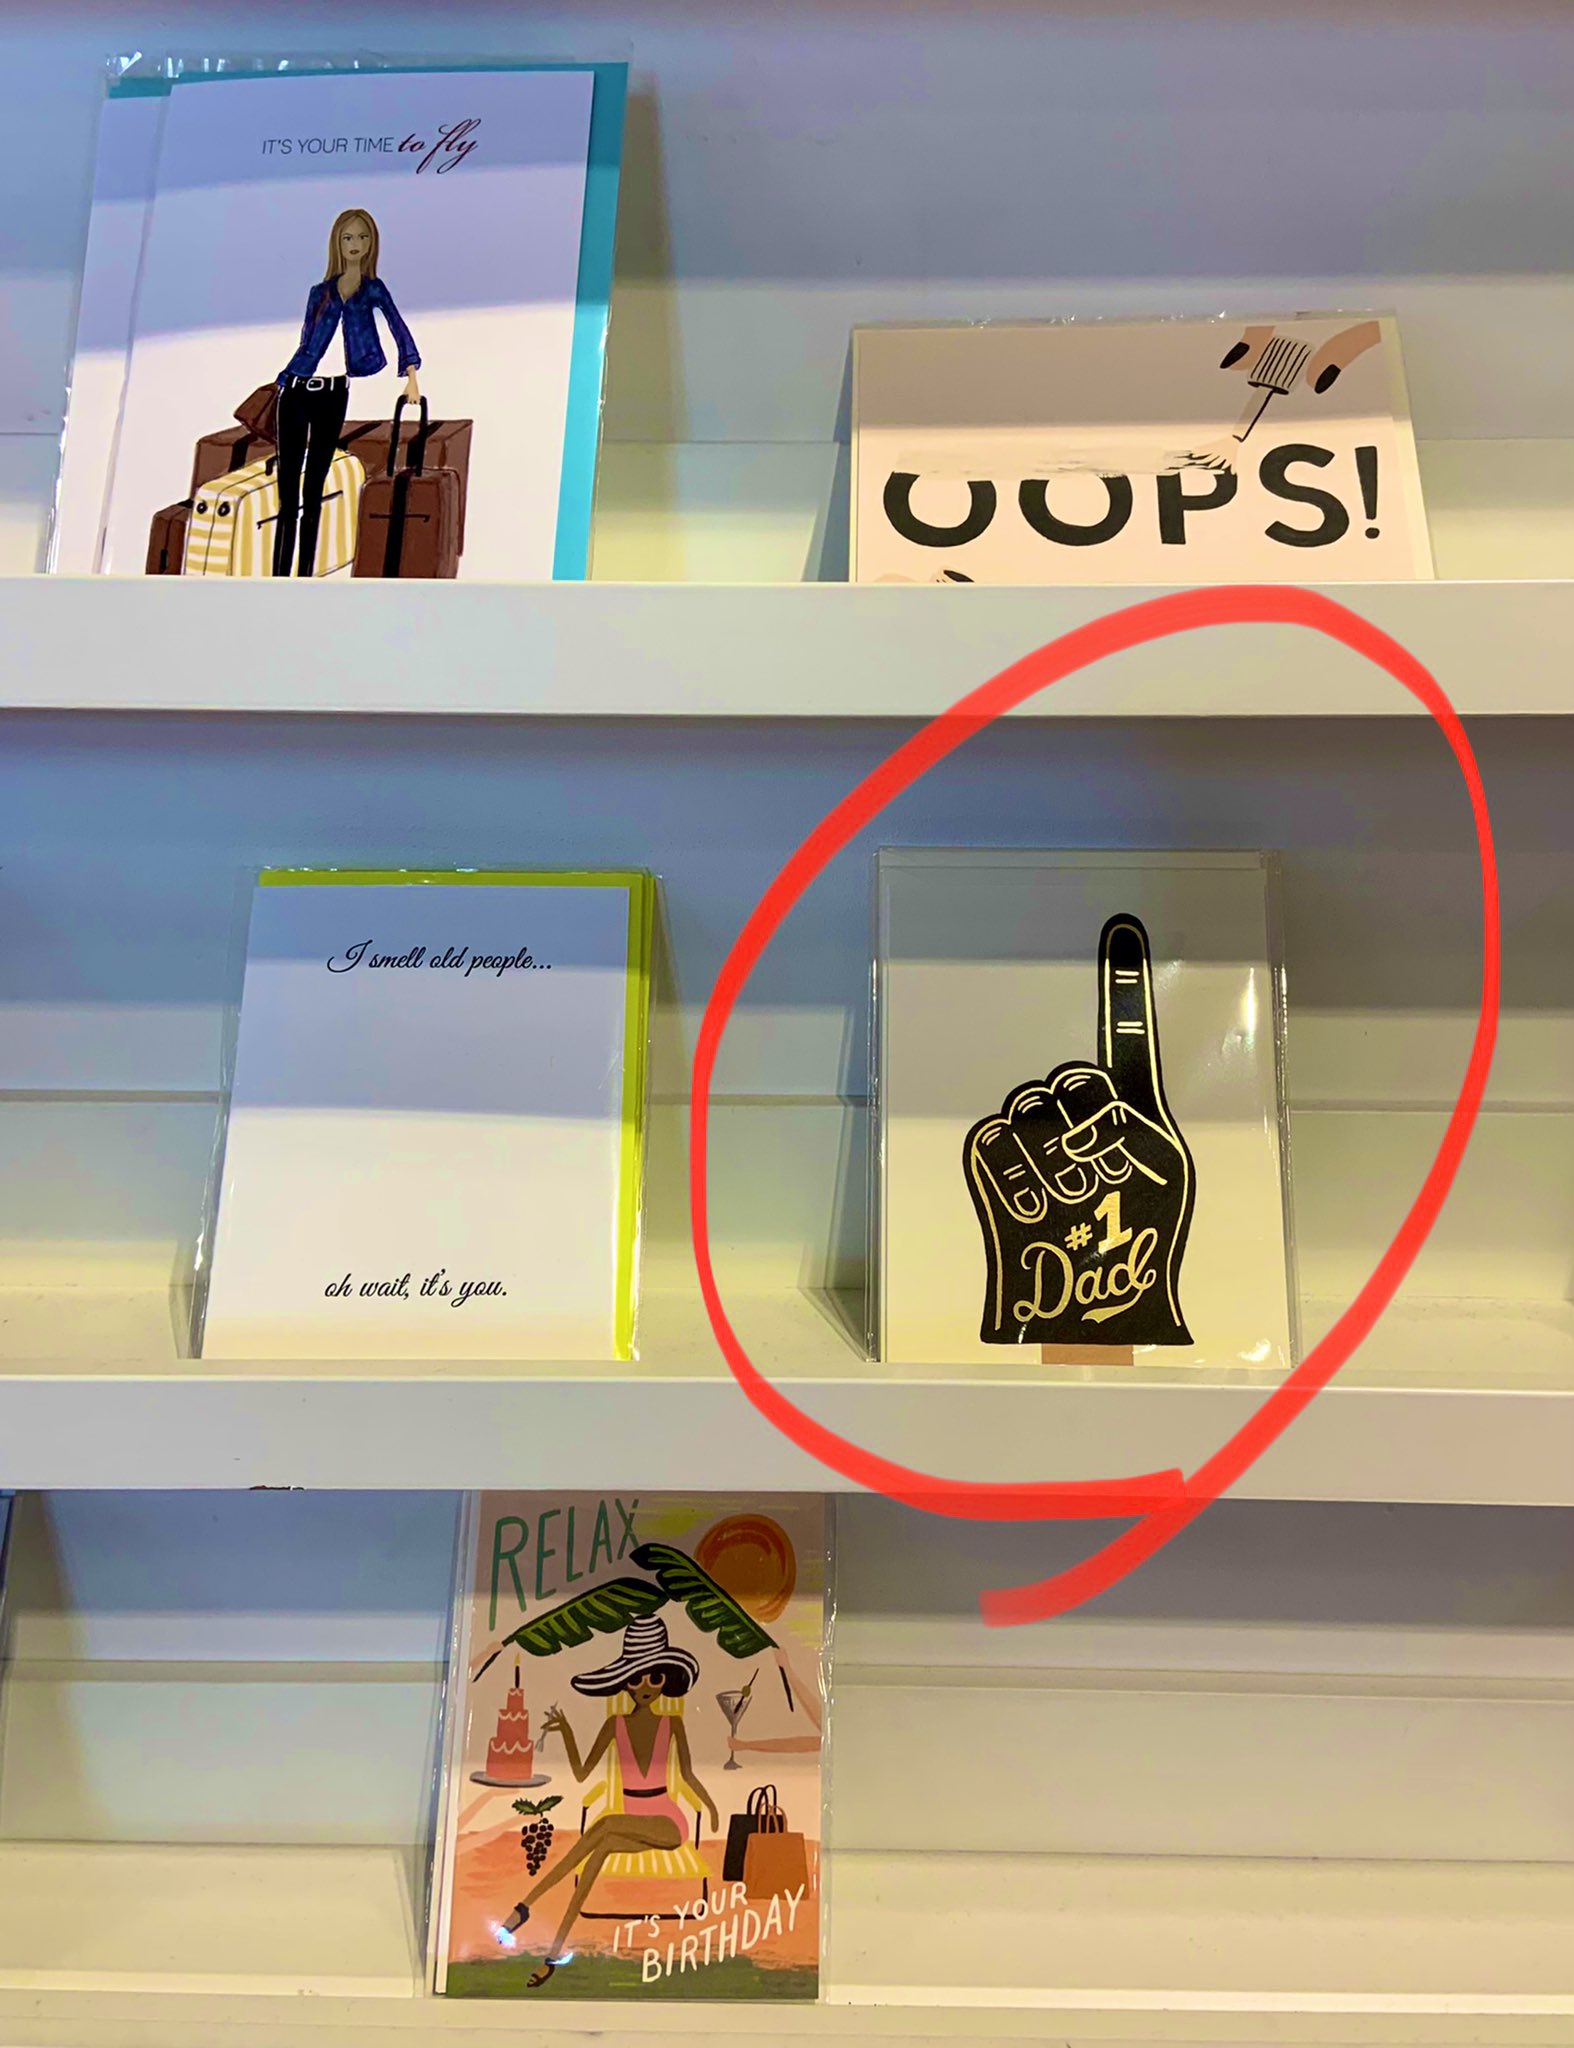 IT'S YOUR TIME to fly
OOPS!
I smell old people...
oh wait, it's you.
#1
Dad
RELAX
IT'S YOUR
BIRTHDAY